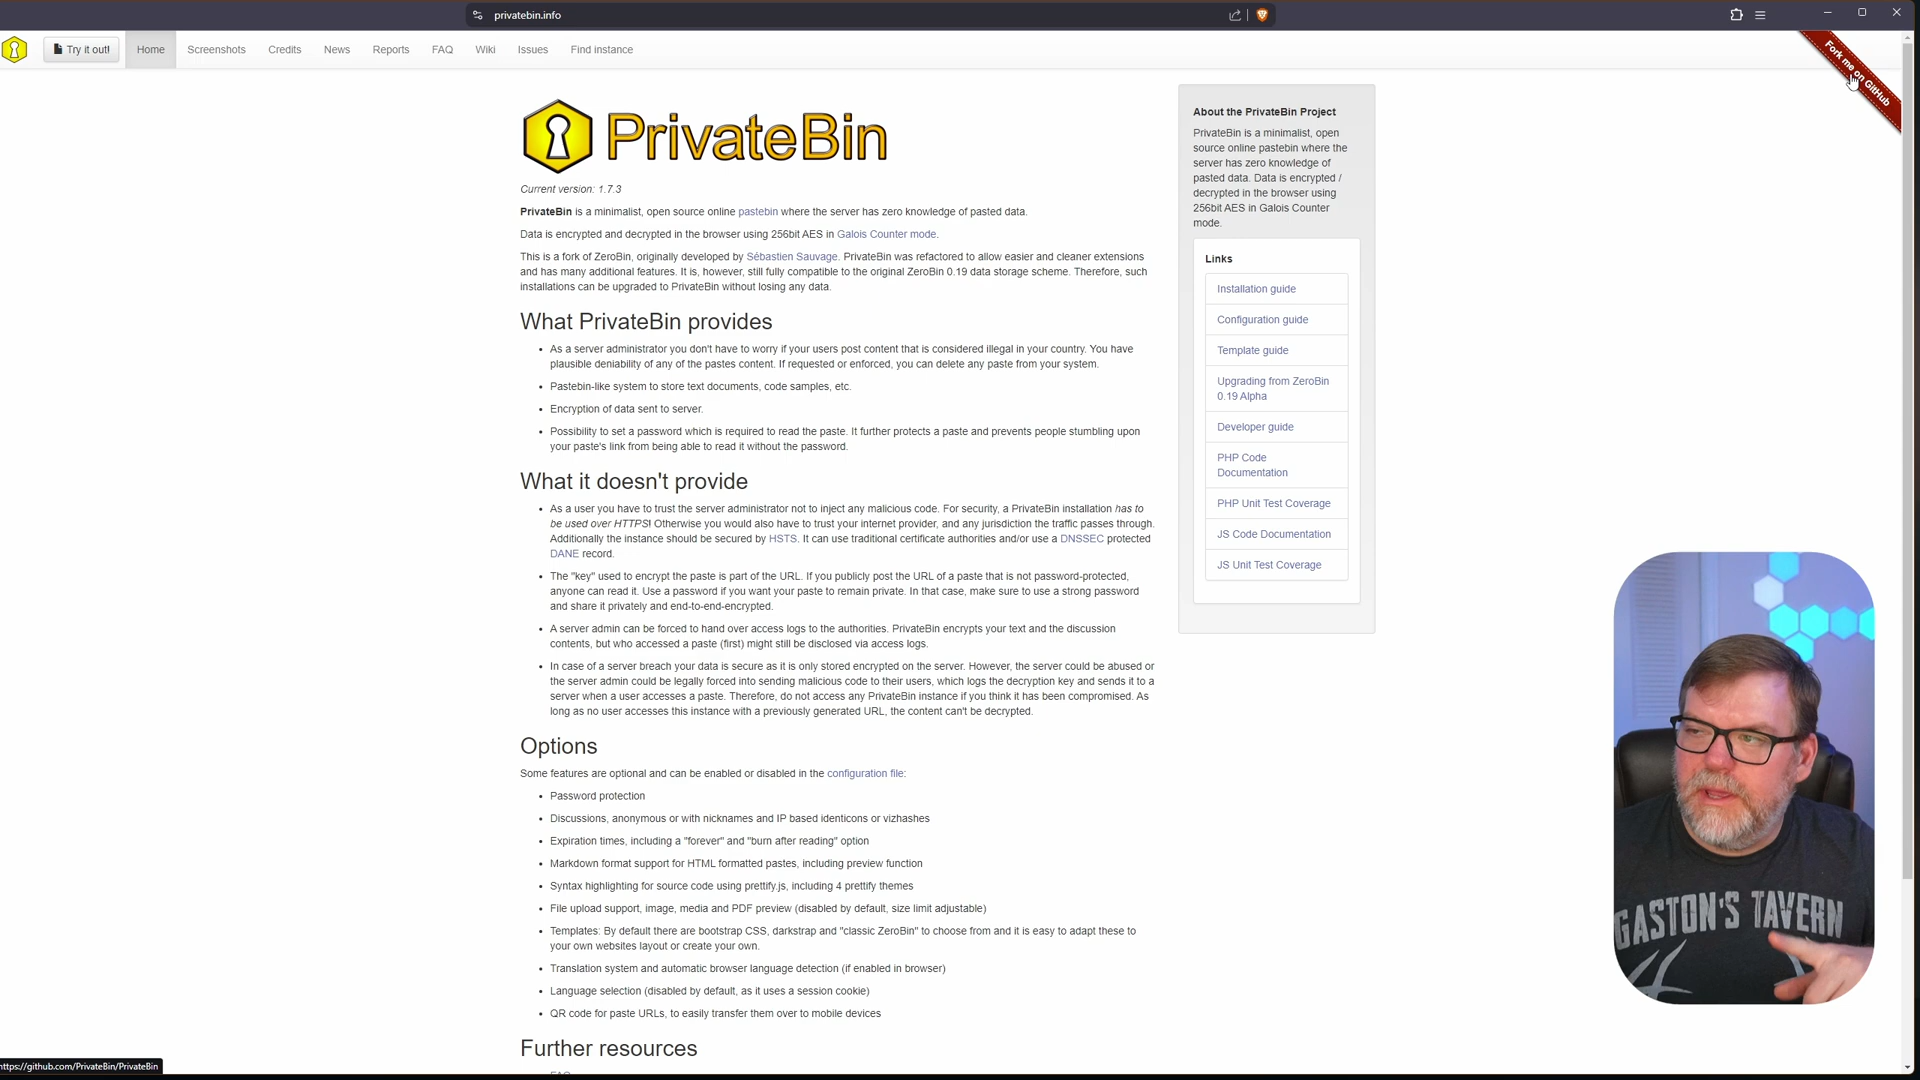 privatebin.info
Try it out!
Home
Screenshots
Credits
News
Reports
FAQ
Wiki
Issues
Find instance
Fork me on GitHub
PrivateBin
Current version: 1.7.3
PrivateBin is a minimalist, open source online pastebin where the server has zero knowledge of pasted data.
Data is encrypted and decrypted in the browser using 256bit AES in Galois Counter mode.
This is a fork of ZeroBin, originally developed by Sébastien Sauvage. PrivateBin was refactored to allow easier and cleaner extensions
and has many additional features. It is, however, still fully compatible to the original ZeroBin 0.19 data storage scheme. Therefore, such
installations can be upgraded to PrivateBin without losing any data.
What PrivateBin provides
• As a server administrator you don't have to worry if your users post content that is considered illegal in your country. You have
plausible deniability of any of the pastes content. If requested or enforced, you can delete any paste from your system.
• Pastebin-like system to store text documents, code samples, etc.
• Encryption of data sent to server.
• Possibility to set a password which is required to read the paste. It further protects a paste and prevents people stumbling upon
your paste's link from being able to read it without the password.
What it doesn't provide
• As a user you have to trust the server administrator not to inject any malicious code. For security, a PrivateBin installation has to
be used over HTTPS! Otherwise you would also have to trust your internet provider, and any jurisdiction the traffic passes through.
Additionally the instance should be secured by HSTS. It can use traditional certificate authorities and/or use a DNSSEC protected
DANE record.
• The "key" used to encrypt the paste is part of the URL. If you publicly post the URL of a paste that is not password-protected,
anyone can read it. Use a password if you want your paste to remain private. In that case, make sure to use a strong password
and share it privately and end-to-end-encrypted.
• A server admin can be forced to hand over access logs to the authorities. PrivateBin encrypts your text and the discussion
contents, but who accessed a paste (first) might still be disclosed via access logs.
• In case of a server breach your data is secure as it is only stored encrypted on the server. However, the server could be abused or
the server admin could be legally forced into sending malicious code to their users, which logs the decryption key and sends it to a
server when a user accesses a paste. Therefore, do not access any PrivateBin instance if you think it has been compromised. As
long as no user accesses this instance with a previously generated URL, the content can't be decrypted.
Options
Some features are optional and can be enabled or disabled in the configuration file:
• Password protection
• Discussions, anonymous or with nicknames and IP based identicons or vizhashes
• Expiration times, including a "forever" and "burn after reading" option
• Markdown format support for HTML formatted pastes, including preview function
• Syntax highlighting for source code using prettify.js, including 4 prettify themes
• File upload support, image, media and PDF preview (disabled by default, size limit adjustable)
• Templates: By default there are bootstrap CSS, darkstrap and "classic ZeroBin" to choose from and it is easy to adapt these to
your own websites layout or create your own.
• Translation system and automatic browser language detection (if enabled in browser)
• Language selection (disabled by default, as it uses a session cookie)
• QR code for paste URLs, to easily transfer them over to mobile devices
Further resources
About the PrivateBin Project
PrivateBin is a minimalist, open
source online pastebin where the
server has zero knowledge of
pasted data. Data is encrypted /
decrypted in the browser using
256bit AES in Galois Counter
mode.
Links
Installation guide
Configuration guide
Template guide
Upgrading from ZeroBin
0.19 Alpha
Developer guide
PHP Code
Documentation
PHP Unit Test Coverage
JS Code Documentation
JS Unit Test Coverage
GASTON'S TAVERN
https://github.com/PrivateBin/PrivateBin